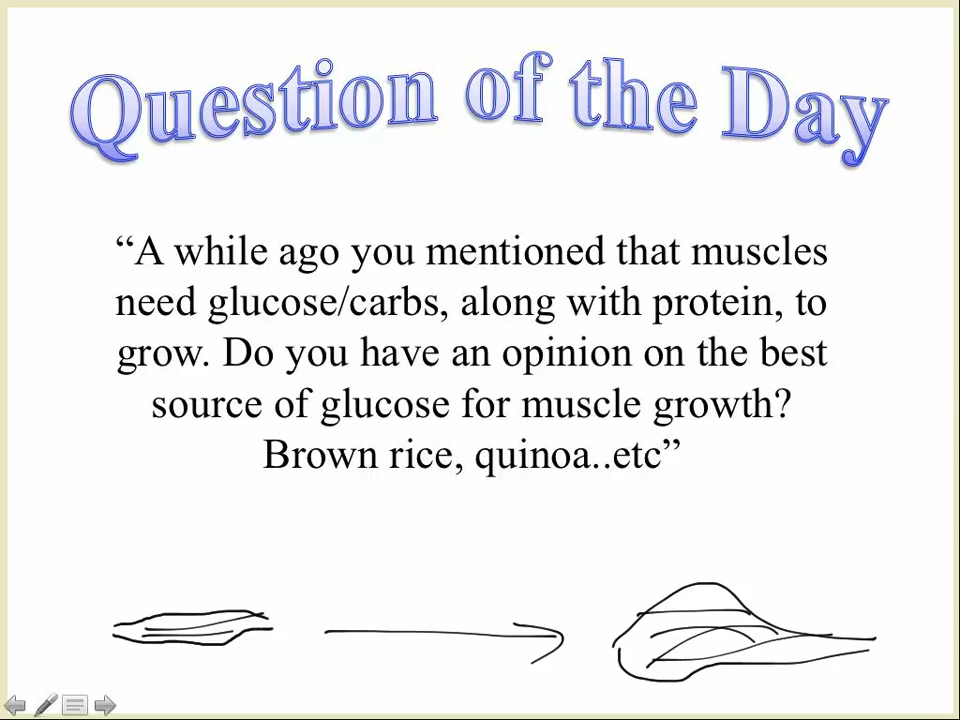 Question of the Day
“A while ago you mentioned that muscles
need glucose/carbs, along with protein, to
grow. Do you have an opinion on the best
source of glucose for muscle growth?
Brown rice, quinoa..etc”